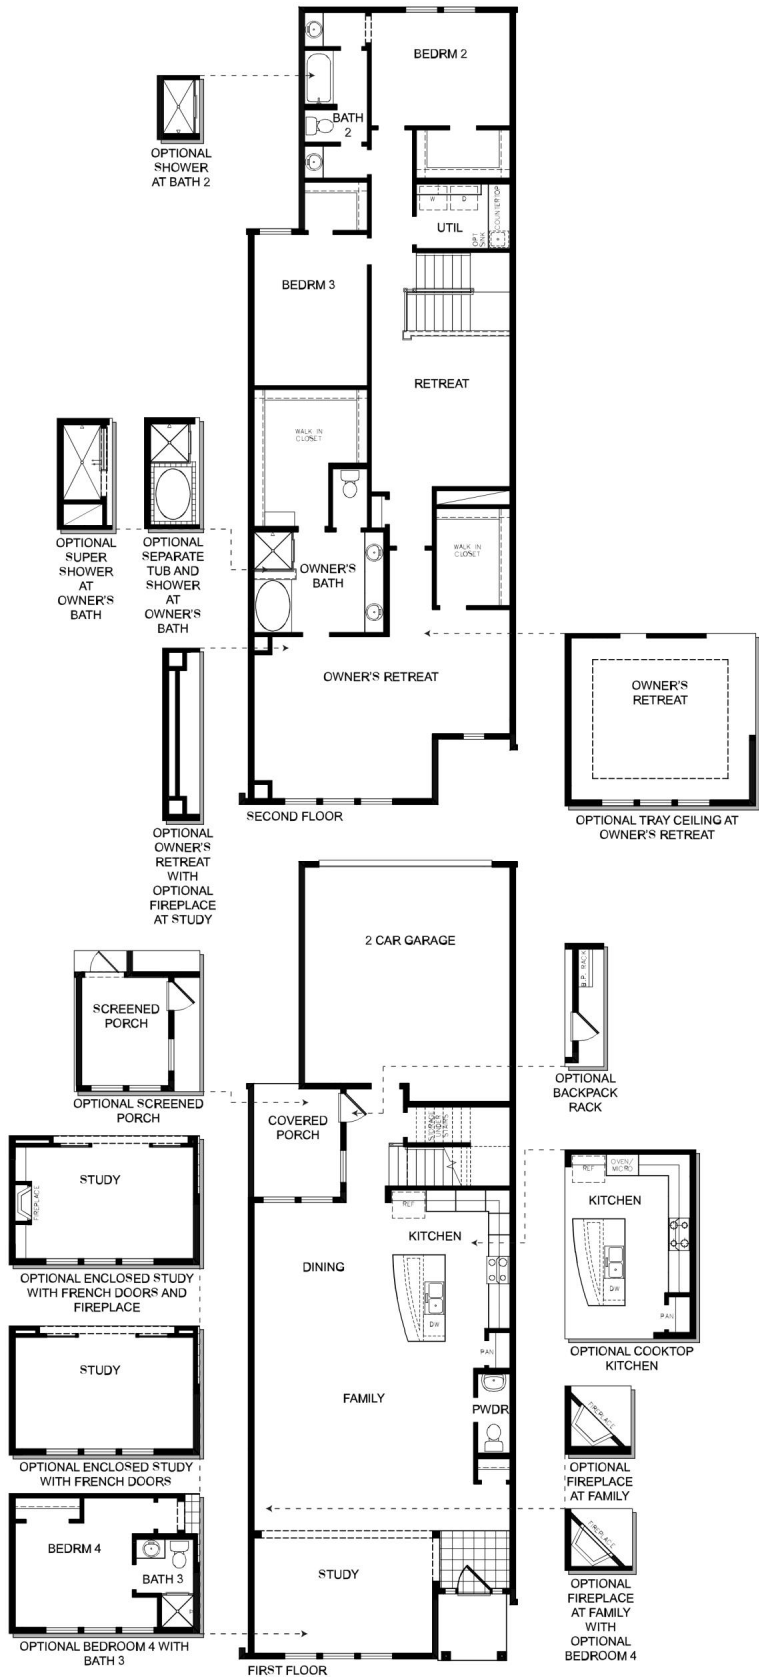 BEDRM 2
BATH
2
OPTIONAL
SHOWER
AT BATH 2
W
D
COUNTERTOP
UTIL
OPT
SINK
BEDRM 3
RETREAT
WALK IN
CLOSET
OPTIONAL
SUPER
SHOWER
AT
OWNER'S
BATH
OPTIONAL
SEPARATE
TUB AND
SHOWER
AT
OWNER'S
BATH
OWNER'S
BATH
WALK IN
CLOSET
OWNER'S RETREAT
OWNER'S
RETREAT
SECOND FLOOR
OPTIONAL TRAY CEILING AT
OWNER'S RETREAT
OPTIONAL
OWNER'S
RETREAT
WITH
OPTIONAL
FIREPLACE
AT STUDY
2 CAR GARAGE
SCREENED
PORCH
OPTIONAL SCREENED
PORCH
B.P. RACK
OPTIONAL
BACKPACK
RACK
COVERED
PORCH
STORAGE
UNDER
STAIRS
STUDY
FIREPLACE
OPTIONAL ENCLOSED STUDY
WITH FRENCH DOORS AND
FIREPLACE
REF
KITCHEN
DINING
DW
PAN
REF
OVEN/
MICRO
KITCHEN
DW
PAN
OPTIONAL COOKTOP
KITCHEN
STUDY
OPTIONAL ENCLOSED STUDY
WITH FRENCH DOORS
FAMILY
PWDR
FIREPLACE
OPTIONAL
FIREPLACE
AT FAMILY
BEDRM 4
BATH 3
OPTIONAL BEDROOM 4 WITH
BATH 3
STUDY
FIREPLACE
OPTIONAL
FIREPLACE
AT FAMILY
WITH
OPTIONAL
BEDROOM 4
FIRST FLOOR